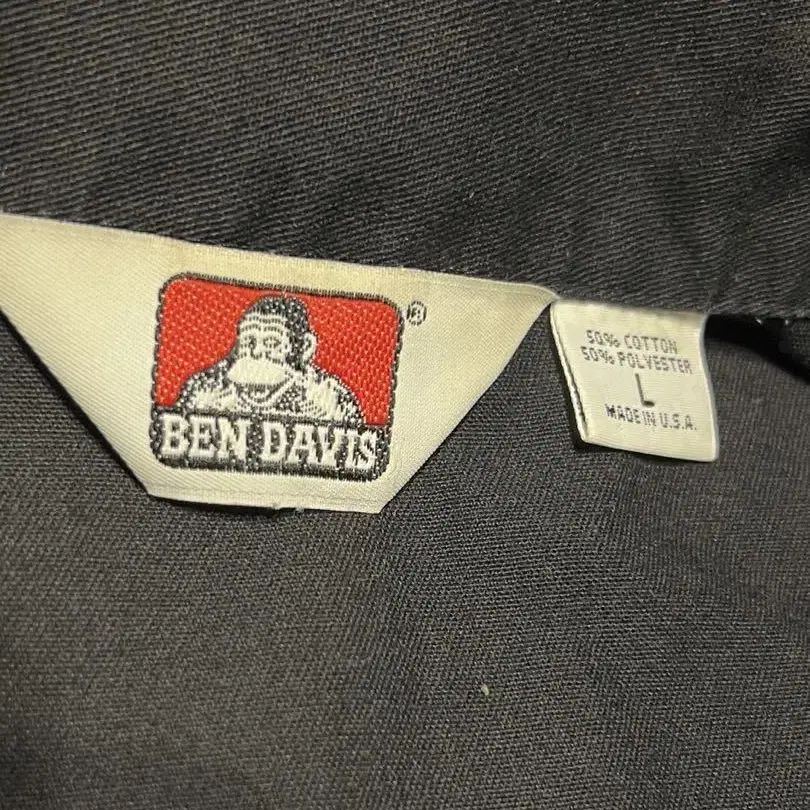 BEN DAVIS
®
50% COTTON
50% POLYESTER
L
MADE IN U.S.A.